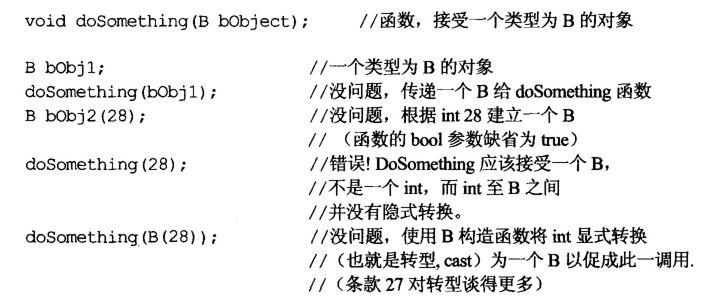 void doSomething(B bObject);    //函数，接受一个类型为 B 的对象
B bObj1;    //一个类型为 B 的对象
doSomething(bObj1);    //没问题，传递一个 B 给 doSomething 函数
B bObj2(28);    //没问题，根据 int 28 建立一个 B
// （函数的 bool 参数缺省为 true）
doSomething(28);    //错误! DoSomething 应该接受一个 B，
//不是一个 int，而 int 至 B 之间
//并没有隐式转换。
doSomething(B(28));    //没问题，使用 B 构造函数将 int 显式转换
//（也就是转型, cast）为一个 B 以促成此一调用.
//（条款 27 对转型谈得更多）